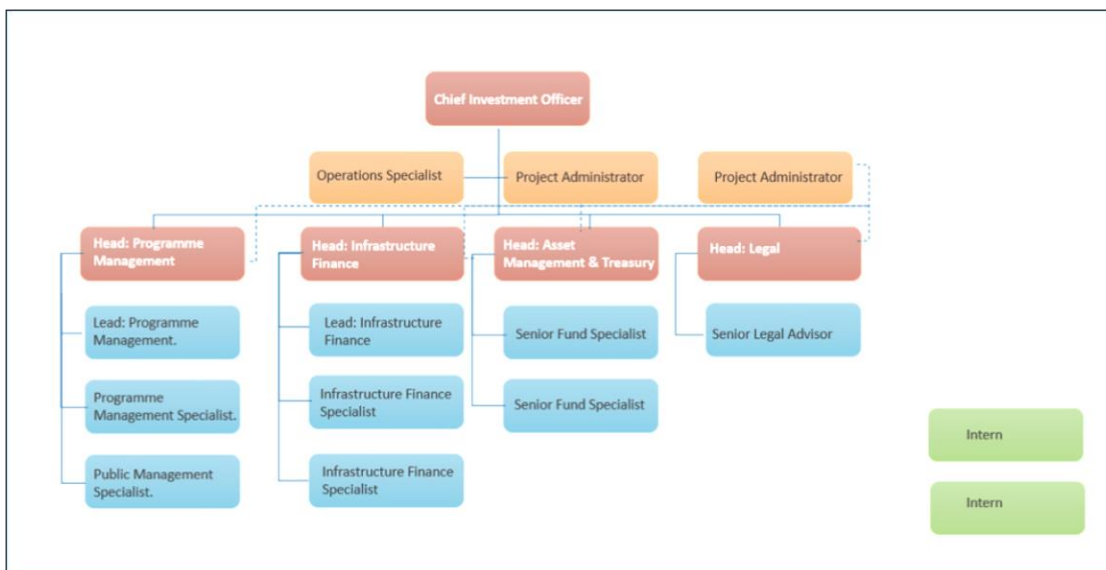 Chief Investment Officer
Operations Specialist
Project Administrator
Project Administrator
Head: Programme
Management
Head: Infrastructure
Finance
Head: Asset
Management & Treasury
Head: Legal
Lead: Programme
Management.
Lead: Infrastructure
Finance
Senior Fund Specialist
Senior Legal Advisor
Programme
Management Specialist.
Infrastructure Finance
Specialist
Senior Fund Specialist
Public Management
Specialist.
Infrastructure Finance
Specialist
Intern
Intern